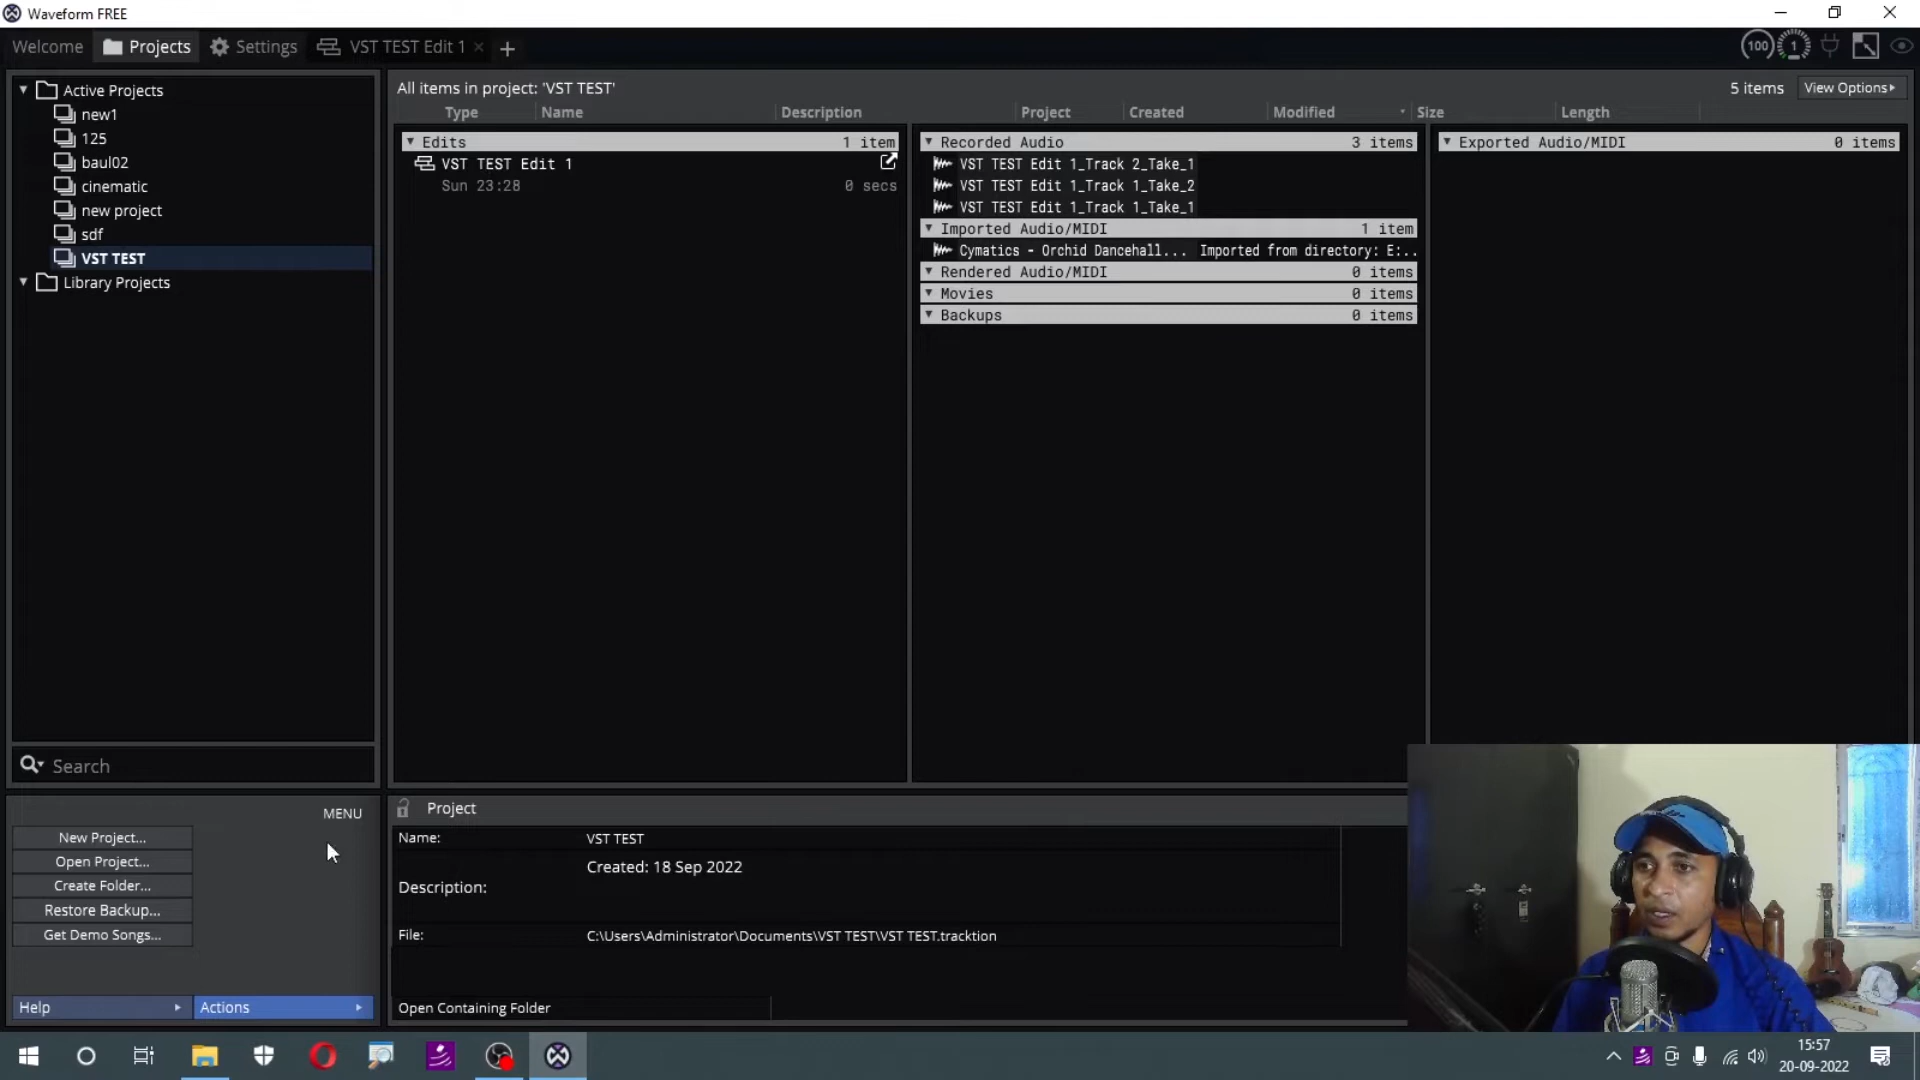 Waveform FREE
Welcome Projects Settings VST TEST Edit 1 × +
100 1
Active Projects
new1
125
baul02
cinematic
new project
sdf
VST TEST
Library Projects
Search
All items in project: 'VST TEST'
5 items View Options
Type Name Description Project Created Modified Size Length
Edits 1 item
VST TEST Edit 1
Sun 23:28 0 secs
Recorded Audio 3 items
VST TEST Edit 1_Track 2_Take_1
VST TEST Edit 1_Track 1_Take_2
VST TEST Edit 1_Track 1_Take_1
Imported Audio/MIDI 1 item
Cymatics - Orchid Dancehall... Imported from directory: E:..
Rendered Audio/MIDI 0 items
Movies 0 items
Backups 0 items
Exported Audio/MIDI 0 items
MENU
New Project...
Open Project...
Create Folder...
Restore Backup...
Get Demo Songs...
Help Actions
Project
Name: VST TEST
Created: 18 Sep 2022
Description:
File: C:\Users\Administrator\Documents\VST TEST\VST TEST.tracktion
Open Containing Folder
15:57
20-09-2022